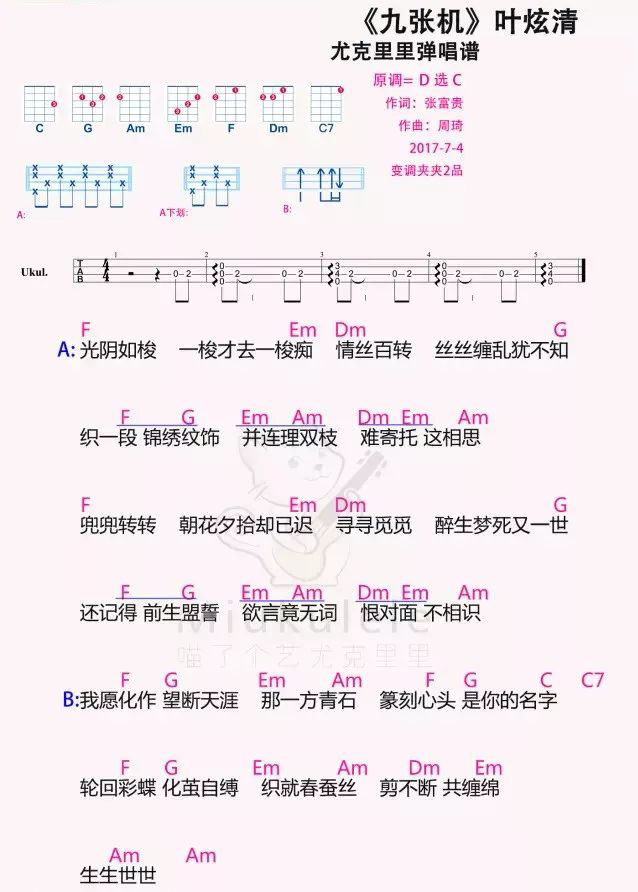 《九张机》叶炫清
尤克里里弹唱谱
原调= D 选 C
作词：张富贵
作曲：周琦
2017-7-4
变调夹夹2品
C G Am Em F Dm C7
A: A下划: B:
Ukul.
F Em Dm G
A: 光阴如梭 一梭才去一梭痴 情丝百转 丝丝缠乱犹不知
F G Em Am Dm Em Am
织一段 锦绣纹饰 并连理双枝 难寄托 这相思
F Em Dm G
兜兜转转 朝花夕拾却已迟 寻寻觅觅 醉生梦死又一世
F G Em Am Dm Em Am
还记得 前生盟誓 欲言竟无词 恨对面 不相识
Miukulele
喵了个艺尤克里里
F G Em Am F G C C7
B: 我愿化作 望断天涯 那一方青石 篆刻心头 是你的名字
F G Em Am Dm Em
轮回彩蝶 化茧自缚 织就春蚕丝 剪不断 共缠绵
Am Am
生生世世